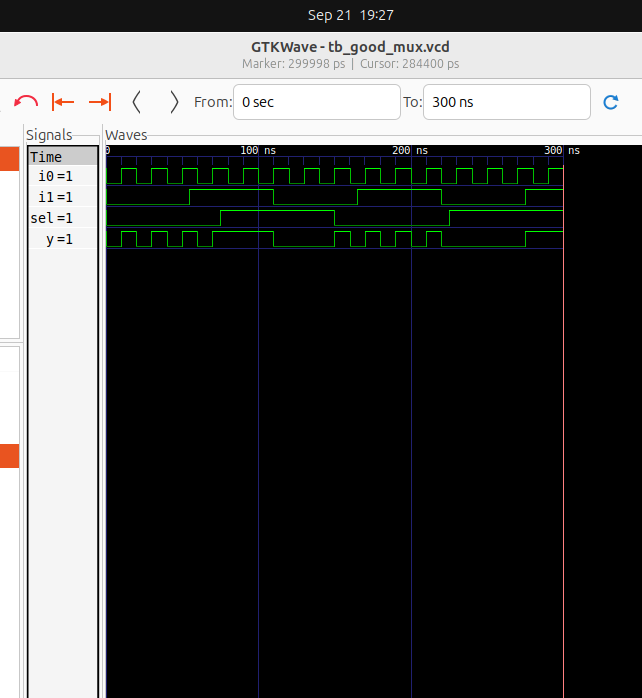 Sep 21 19:27
GTKWave - tb_good_mux.vcd
Marker: 299998 ps | Cursor: 284400 ps
From: 0 sec To: 300 ns
Signals Waves
Time 0 100 ns 200 ns 300 ns
i0 =1
i1 =1
sel =1
y =1